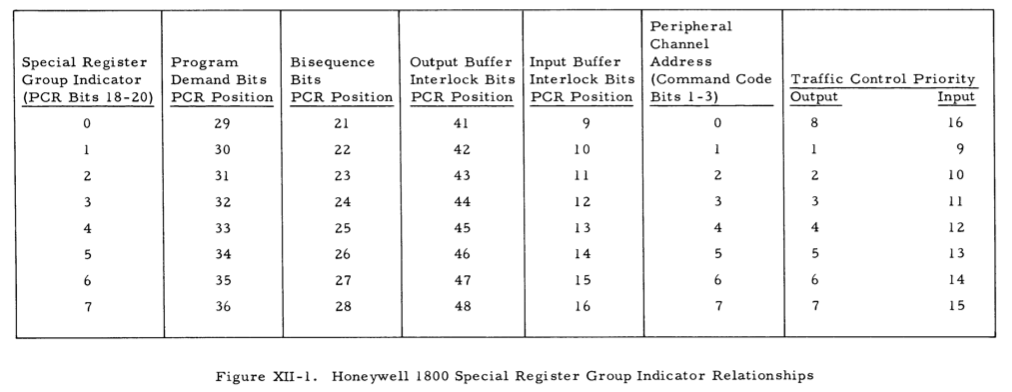 Peripheral
Channel
Special Register Program Bisequence Output Buffer Input Buffer Address
Group Indicator Demand Bits Bits Interlock Bits Interlock Bits (Command Code Traffic Control Priority
(PCR Bits 18-20) PCR Position PCR Position PCR Position PCR Position Bits 1-3) Output Input
0 29 21 41 9 0 8 16
1 30 22 42 10 1 1 9
2 31 23 43 11 2 2 10
3 32 24 44 12 3 3 11
4 33 25 45 13 4 4 12
5 34 26 46 14 5 5 13
6 35 27 47 15 6 6 14
7 36 28 48 16 7 7 15
Figure XII-1. Honeywell 1800 Special Register Group Indicator Relationships